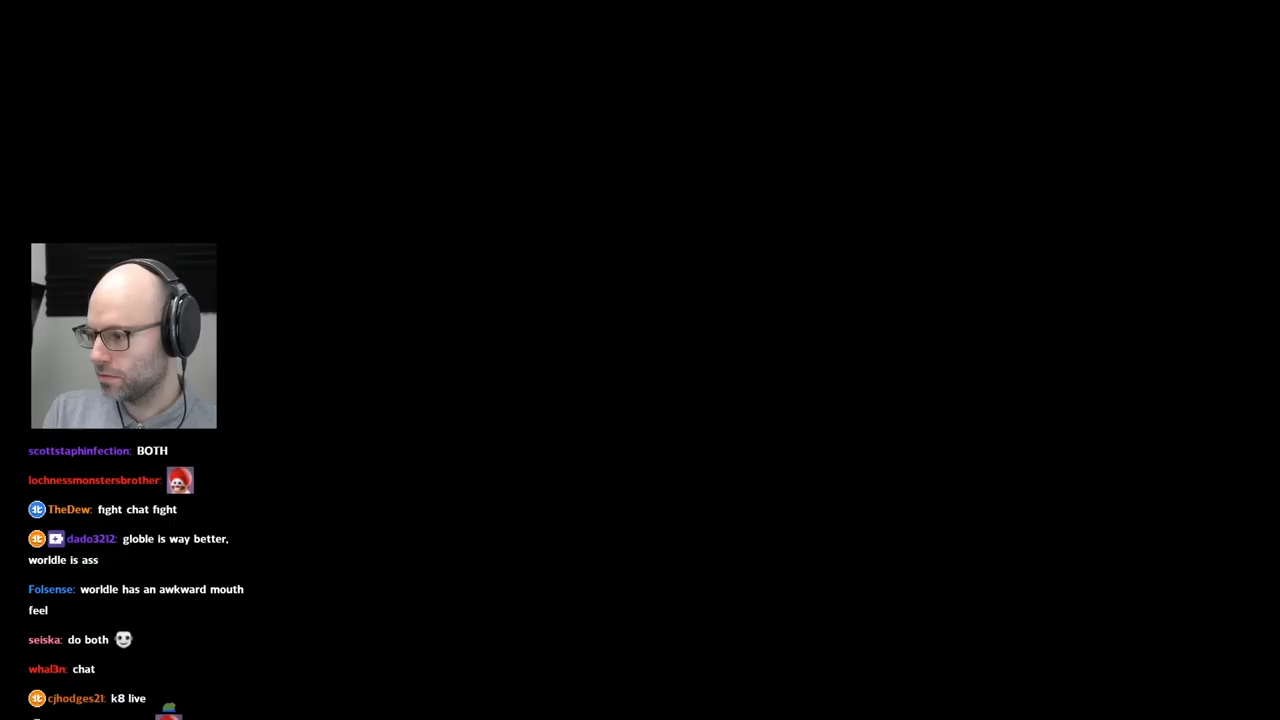 scottstaphinfection: BOTH
lochnessmonstersbrother:
TheDew: fight chat fight
dado3212: globle is way better,
worldle is ass
Folsense: worldle has an awkward mouth
feel
seiska: do both
whal3n: chat
cjhodges21: k8 live